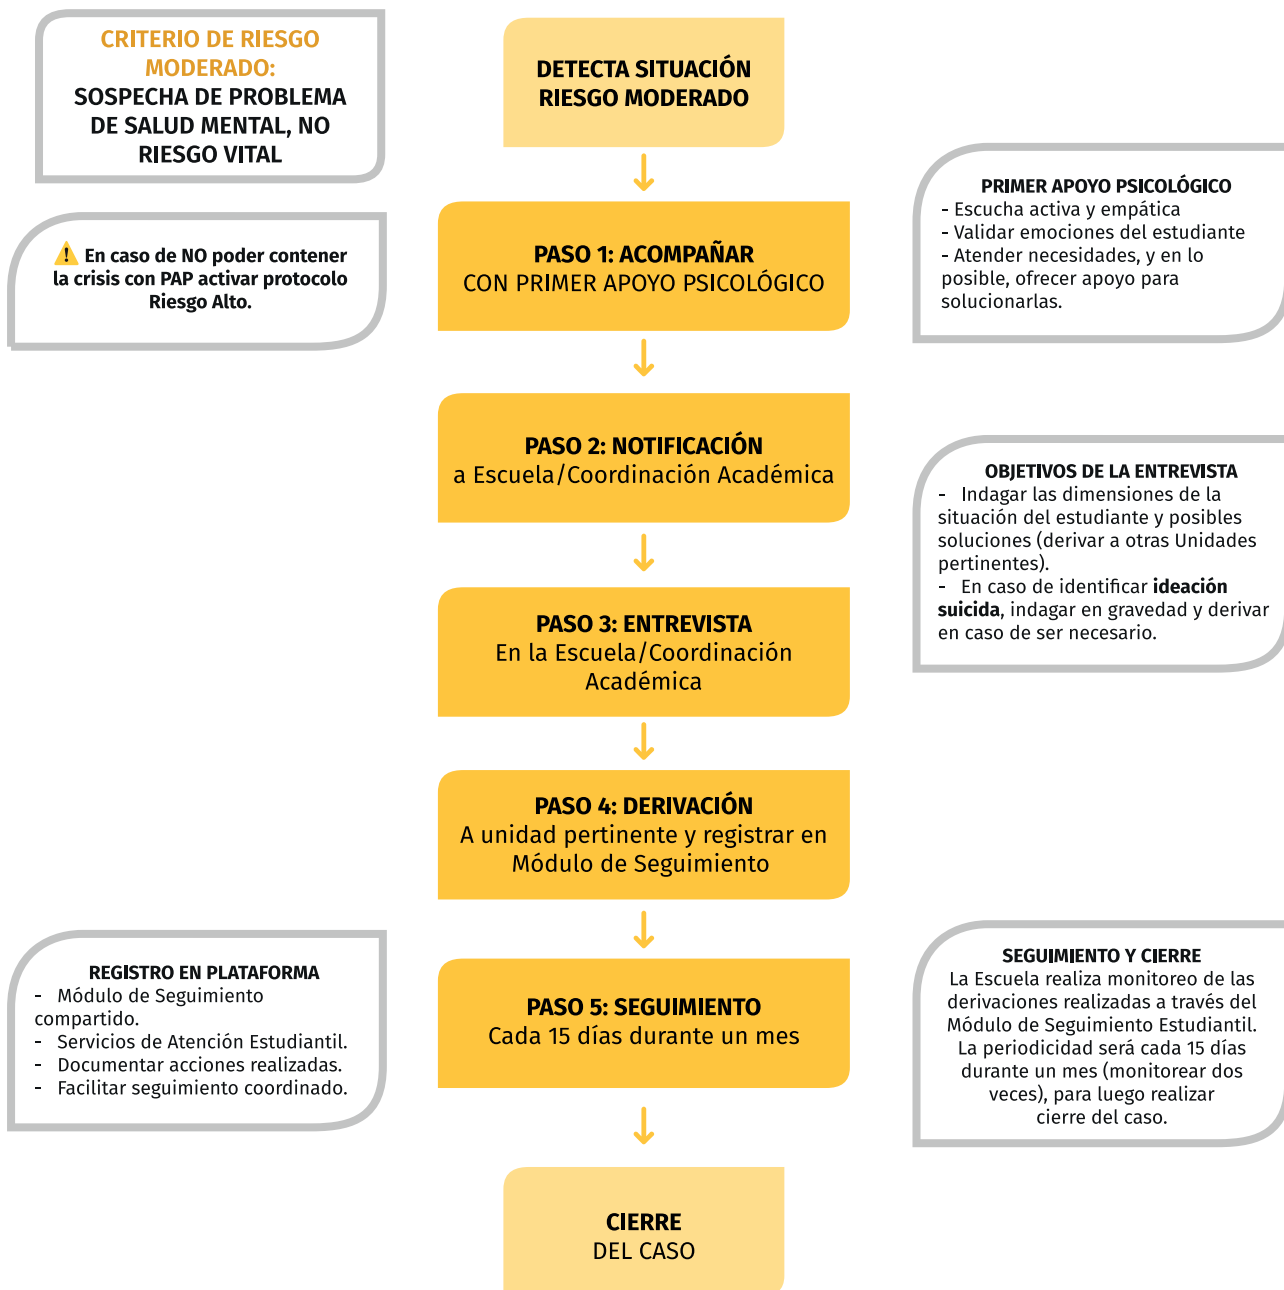 CRITERIO DE RIESGO
MODERADO:
SOSPECHA DE PROBLEMA
DE SALUD MENTAL, NO
RIESGO VITAL
DETECTA SITUACIÓN
RIESGO MODERADO
⚠ En caso de NO poder contener
la crisis con PAP activar protocolo
Riesgo Alto.
PASO 1: ACOMPAÑAR
CON PRIMER APOYO PSICOLÓGICO
PRIMER APOYO PSICOLÓGICO
- Escucha activa y empática
- Validar emociones del estudiante
- Atender necesidades, y en lo
posible, ofrecer apoyo para
solucionarlas.
PASO 2: NOTIFICACIÓN
a Escuela/Coordinación Académica
OBJETIVOS DE LA ENTREVISTA
- Indagar las dimensiones de la
situación del estudiante y posibles
soluciones (derivar a otras Unidades
pertinentes).
- En caso de identificar ideación
suicida, indagar en gravedad y derivar
en caso de ser necesario.
PASO 3: ENTREVISTA
En la Escuela/Coordinación
Académica
PASO 4: DERIVACIÓN
A unidad pertinente y registrar en
Módulo de Seguimiento
REGISTRO EN PLATAFORMA
- Módulo de Seguimiento
compartido.
- Servicios de Atención Estudiantil.
- Documentar acciones realizadas.
- Facilitar seguimiento coordinado.
PASO 5: SEGUIMIENTO
Cada 15 días durante un mes
SEGUIMIENTO Y CIERRE
La Escuela realiza monitoreo de las
derivaciones realizadas a través del
Módulo de Seguimiento Estudiantil.
La periodicidad será cada 15 días
durante un mes (monitorear dos
veces), para luego realizar
cierre del caso.
CIERRE
DEL CASO